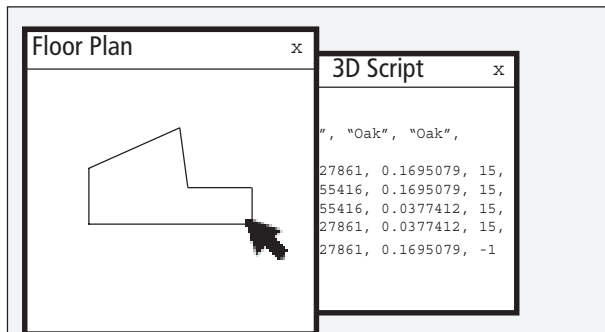 Floor Plan x
3D Script x
", "Oak", "Oak",
27861, 0.1695079, 15,
55416, 0.1695079, 15,
55416, 0.0377412, 15,
27861, 0.0377412, 15,
27861, 0.1695079, -1